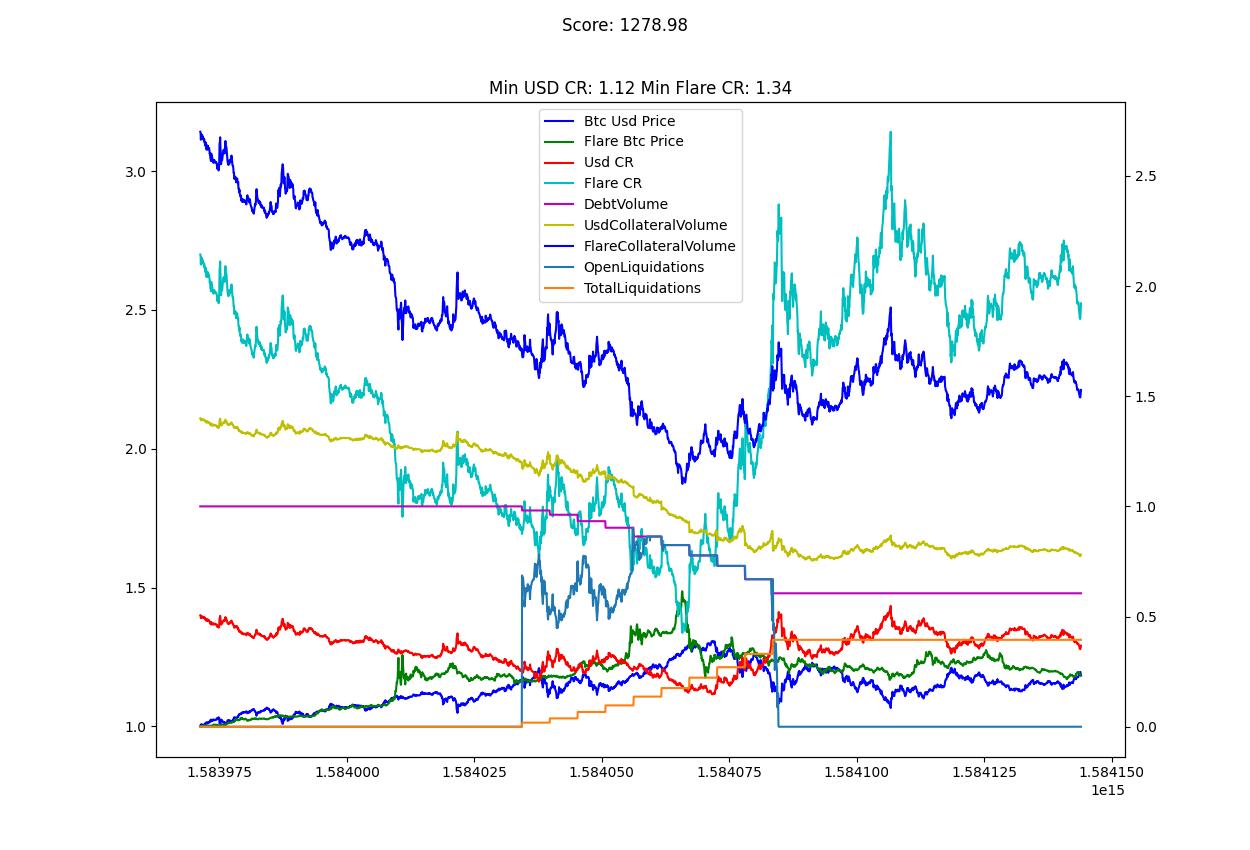 Score: 1278.98
Min USD CR: 1.12 Min Flare CR: 1.34
Btc Usd Price
Flare Btc Price
Usd CR
Flare CR
DebtVolume
UsdCollateralVolume
FlareCollateralVolume
OpenLiquidations
TotalLiquidations
3.0
2.5
2.0
1.5
1.0
2.5
2.0
1.5
1.0
0.5
0.0
1.583975 1.584000 1.584025 1.584050 1.584075 1.584100 1.584125 1.584150
1e15